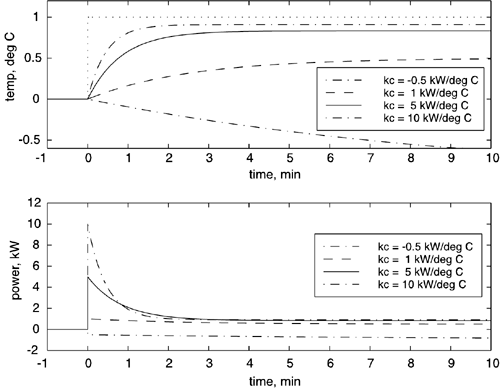 temp, deg C
1
0.5
0
-0.5
kc = -0.5 kW/deg C
kc = 1 kW/deg C
kc = 5 kW/deg C
kc = 10 kW/deg C
-1 0 1 2 3 4 5 6 7 8 9 10
time, min
power, kW
12
10
8
6
4
2
0
-2
kc = -0.5 kW/deg C
kc = 1 kW/deg C
kc = 5 kW/deg C
kc = 10 kW/deg C
-1 0 1 2 3 4 5 6 7 8 9 10
time, min